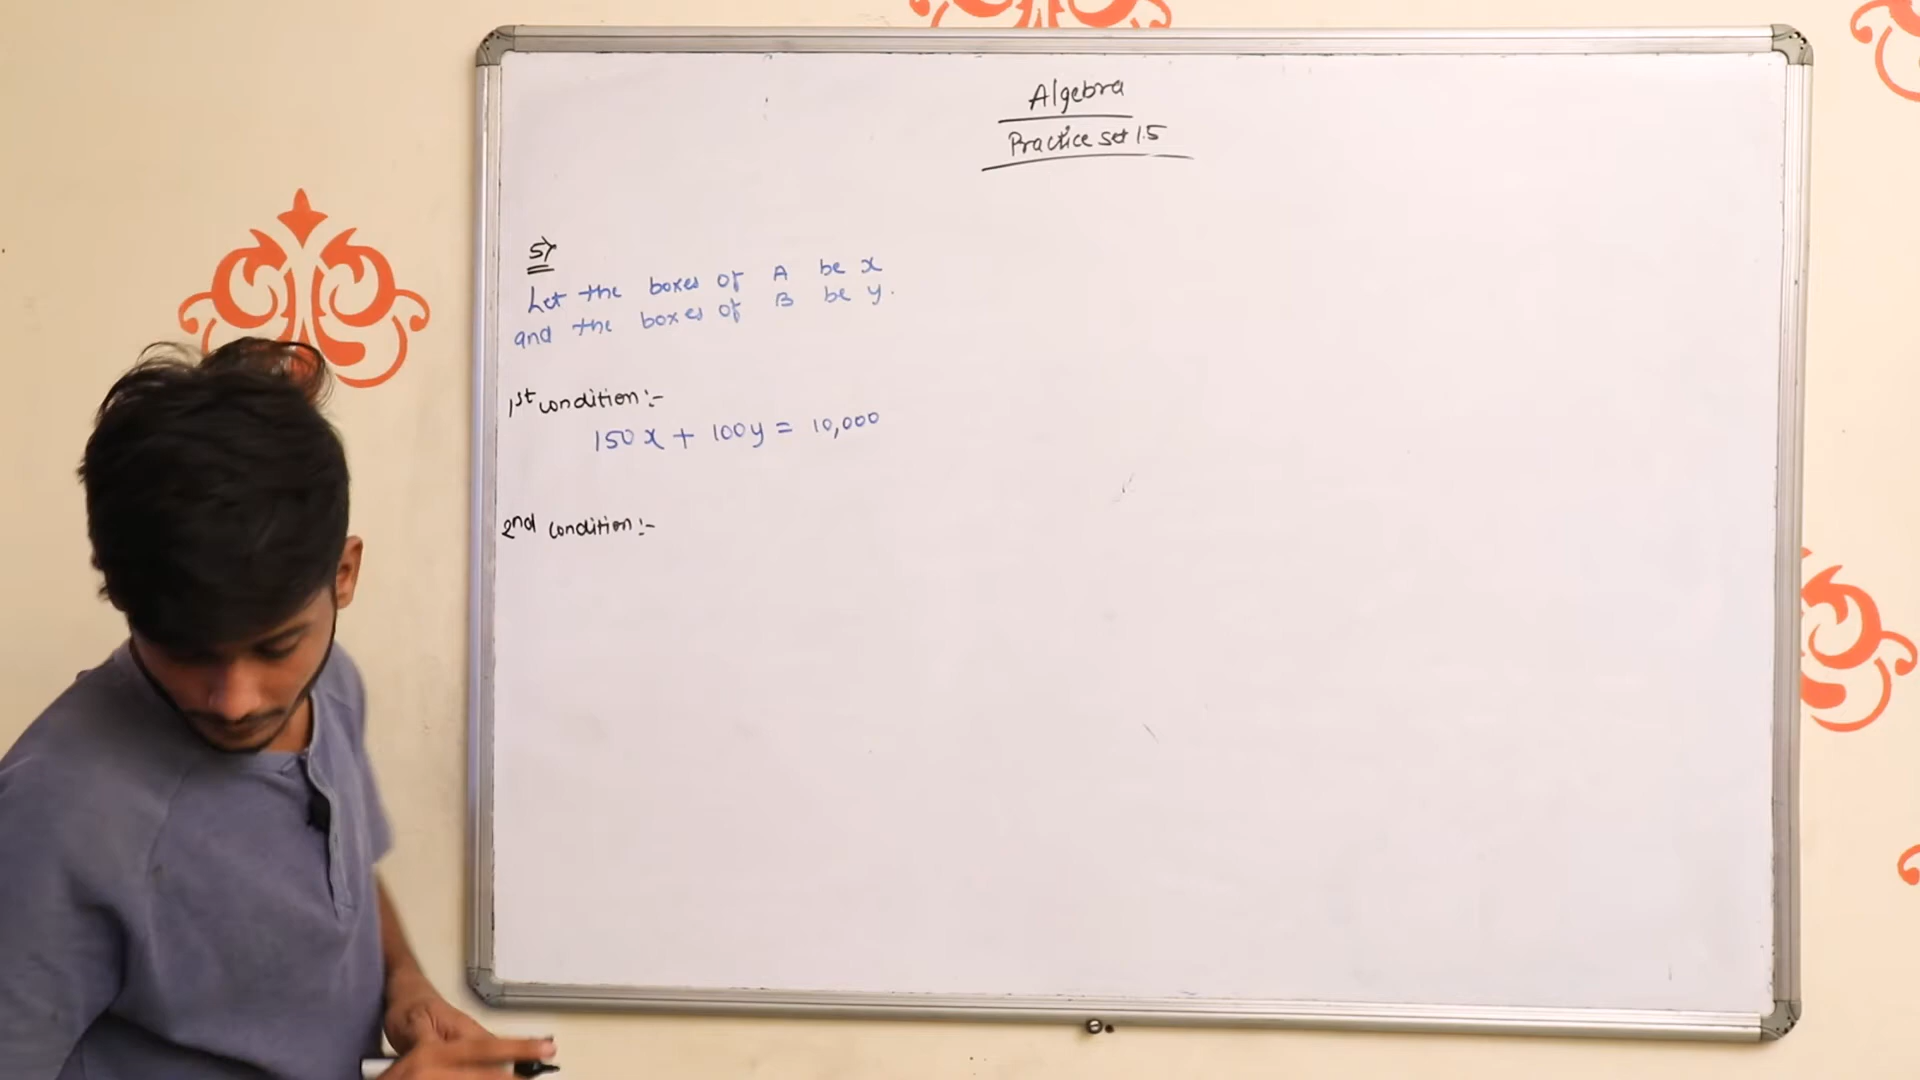 Algebra
Practice set 1.5
5)
Let the boxes of A be x
and the boxes of B be y.
1st condition :-
150x + 100y = 10,000
2nd condition :-